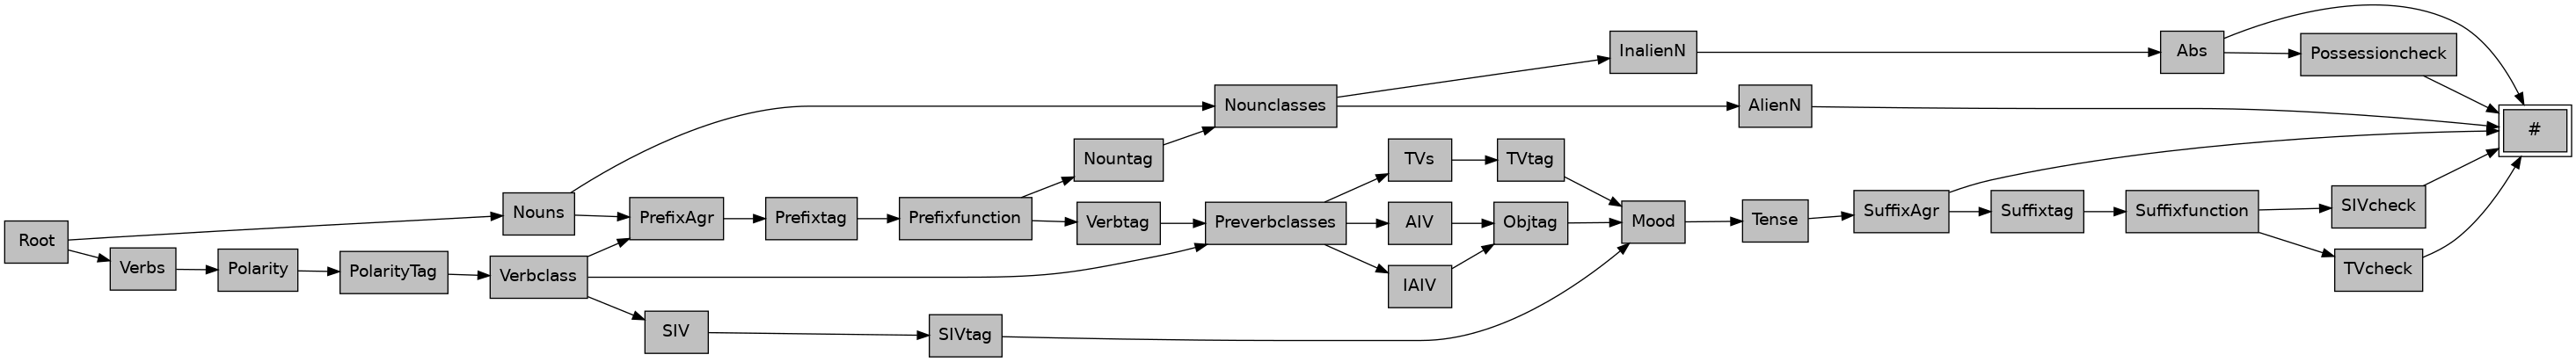 Root
Nouns
Verbs
Polarity
PolarityTag
Verbclass
PrefixAgr
Prefixtag
Prefixfunction
SIV
SIVtag
Nountag
Verbtag
Nounclasses
Preverbclasses
TVs
AIV
IAIV
TVtag
Objtag
InalienN
AlienN
Mood
Tense
SuffixAgr
Suffixtag
Suffixfunction
Abs
Possessioncheck
SIVcheck
TVcheck
#